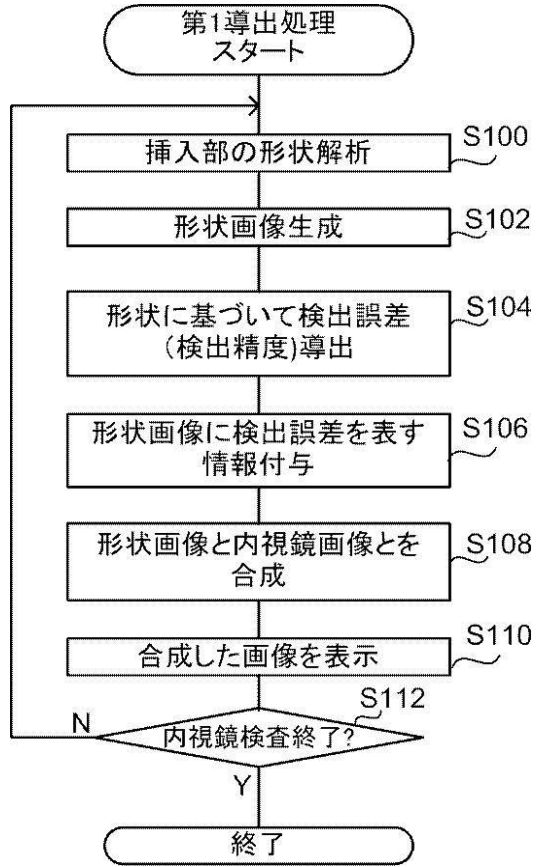 第1導出処理
スタート
挿入部の形状解析
S100
形状画像生成
S102
形状に基づいて検出誤差
(検出精度)導出
S104
形状画像に検出誤差を表す
情報付与
S106
形状画像と内視鏡画像とを
合成
S108
合成した画像を表示
S110
S112
N
内視鏡検査終了?
Y
終了